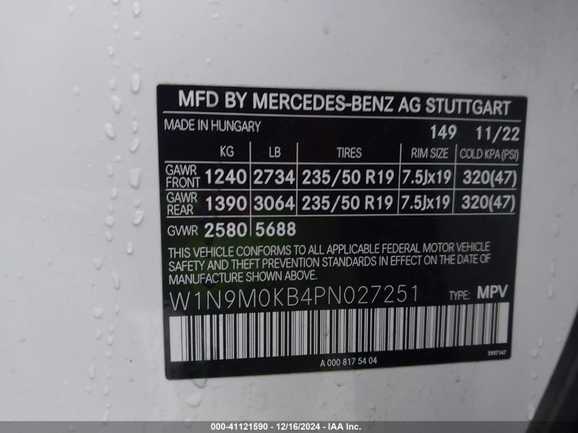 MFD BY MERCEDES-BENZ AG STUTTGART
MADE IN HUNGARY 149 11/22
KG LB TIRES RIM SIZE COLD KPA (PSI)
GAWR FRONT 1240 2734 235/50 R19 7.5Jx19 320(47)
GAWR REAR 1390 3064 235/50 R19 7.5Jx19 320(47)
GVWR 2580 5688
THIS VEHICLE CONFORMS TO ALL APPLICABLE FEDERAL MOTOR VEHICLE
SAFETY AND THEFT PREVENTION STANDARDS IN EFFECT ON THE DATE OF
MANUFACTURE SHOWN ABOVE.
W1N9M0KB4PN027251 TYPE: MPV
A 000 817 54 04
000-41121590 - 12/16/2024 - IAA Inc.